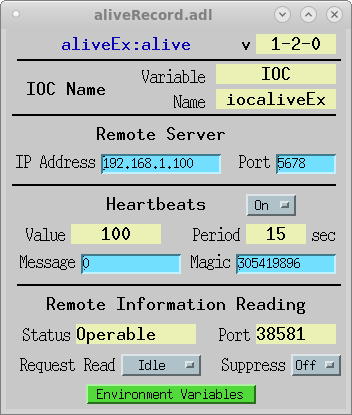 aliveRecord.adl
aliveEx:alive v 1-2-0
IOC Name Variable IOC
Name iocaliveEx
Remote Server
IP Address 192.168.1.100 Port 5678
Heartbeats On
Value 100 Period 15 sec
Message 0 Magic 305419896
Remote Information Reading
Status Operable Port 38581
Request Read Idle Suppress Off
Environment Variables